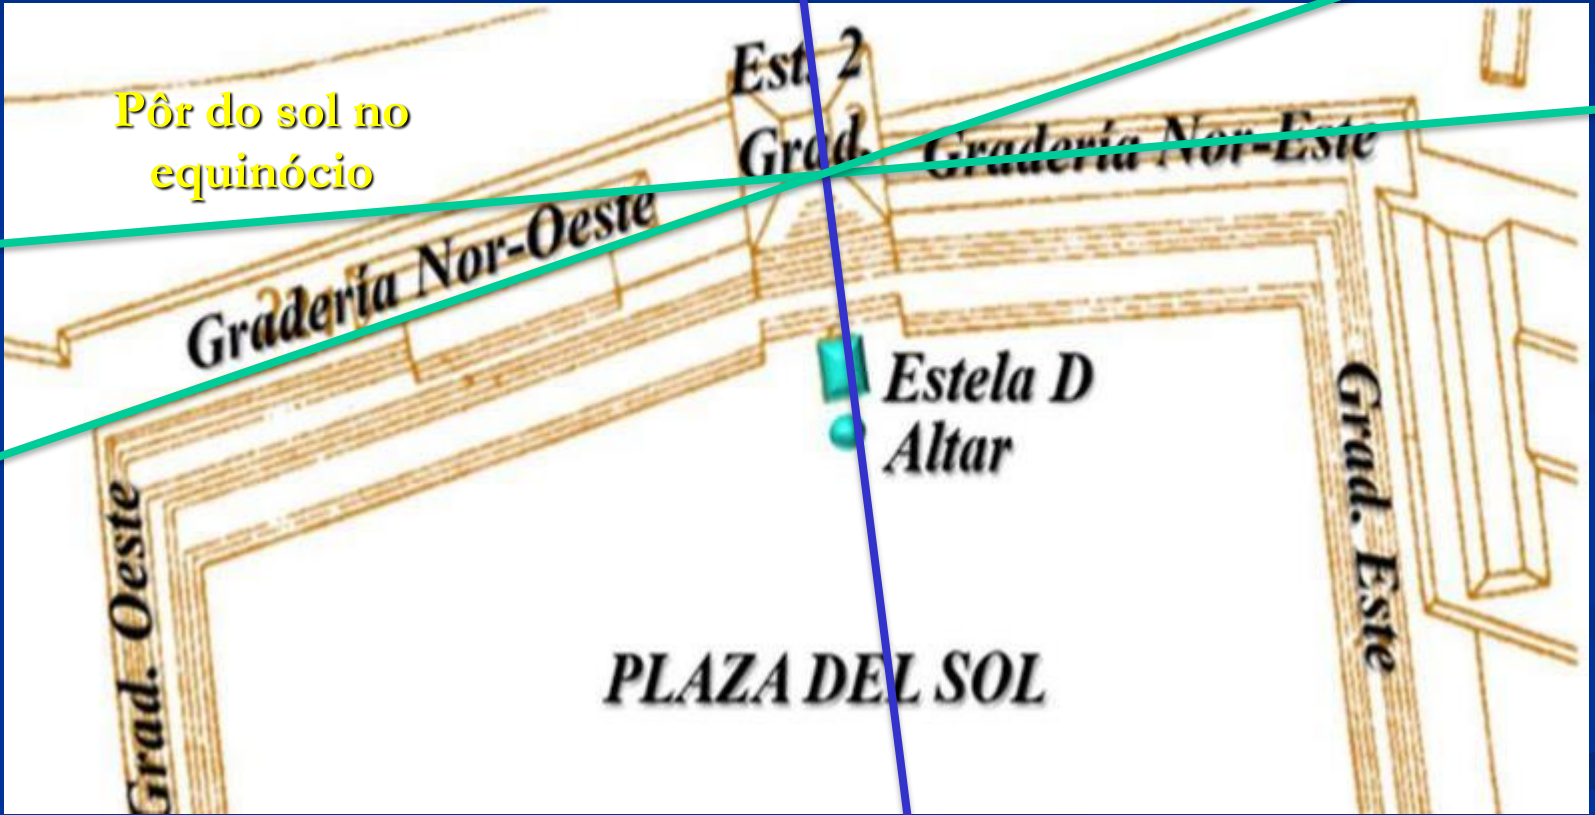 Est. 2
Pôr do sol no
equinócio
Grad.
Gradería Nor-Este
Gradería Nor-Oeste
Estela D
Altar
Grad. Oeste
Grad. Este
PLAZA DEL SOL